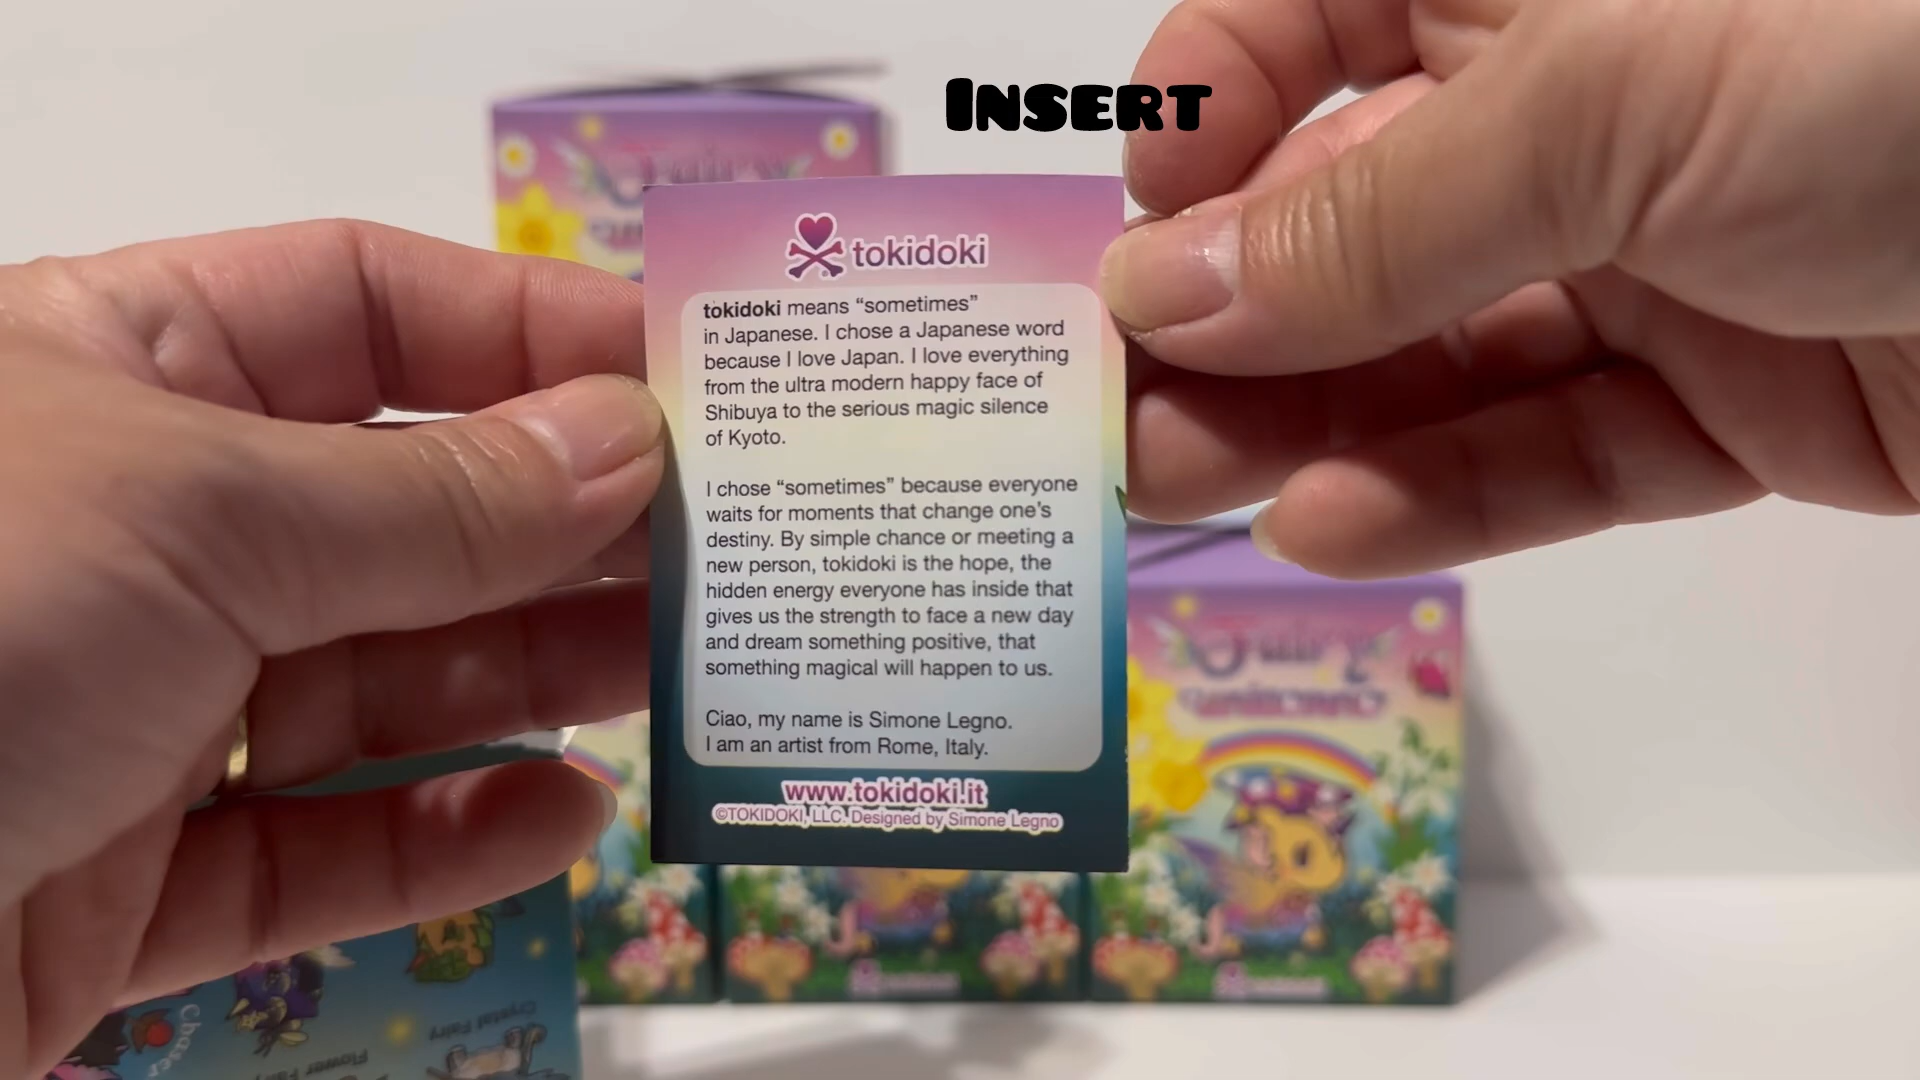 INSERT
tokidoki
tokidoki means “sometimes”
in Japanese. I chose a Japanese word
because I love Japan. I love everything
from the ultra modern happy face of
Shibuya to the serious magic silence
of Kyoto.
I chose “sometimes” because everyone
waits for moments that change one's
destiny. By simple chance or meeting a
new person, tokidoki is the hope, the
hidden energy everyone has inside that
gives us the strength to face a new day
and dream something positive, that
something magical will happen to us.
Ciao, my name is Simone Legno.
I am an artist from Rome, Italy.
www.tokidoki.it
©TOKIDOKI, LLC. Designed by Simone Legno
Fairy
unicorno
Chaser
Flower Fairy
Crystal Fairy